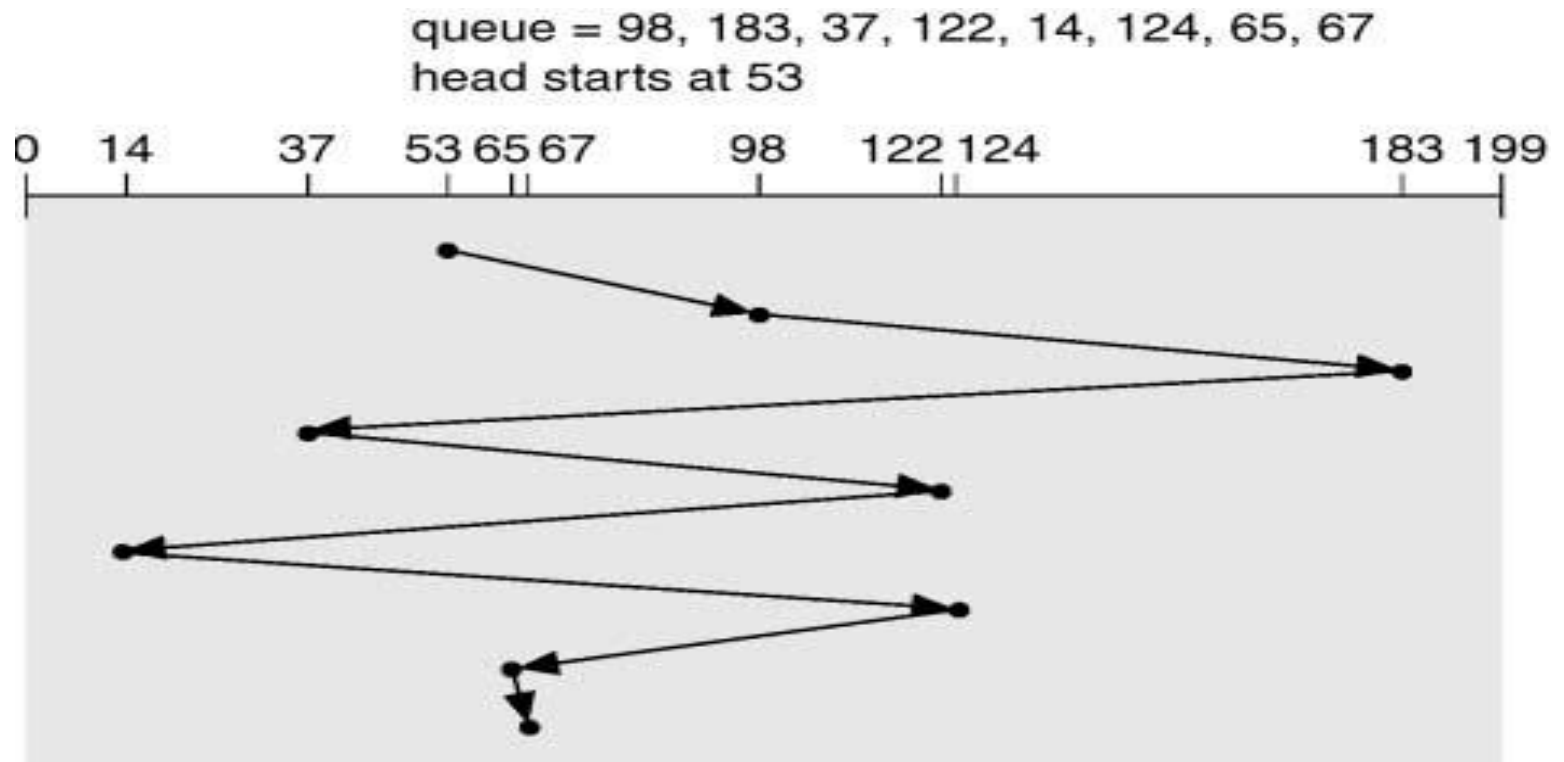 queue = 98, 183, 37, 122, 14, 124, 65, 67
head starts at 53
0 14 37 53 65 67 98 122 124 183 199